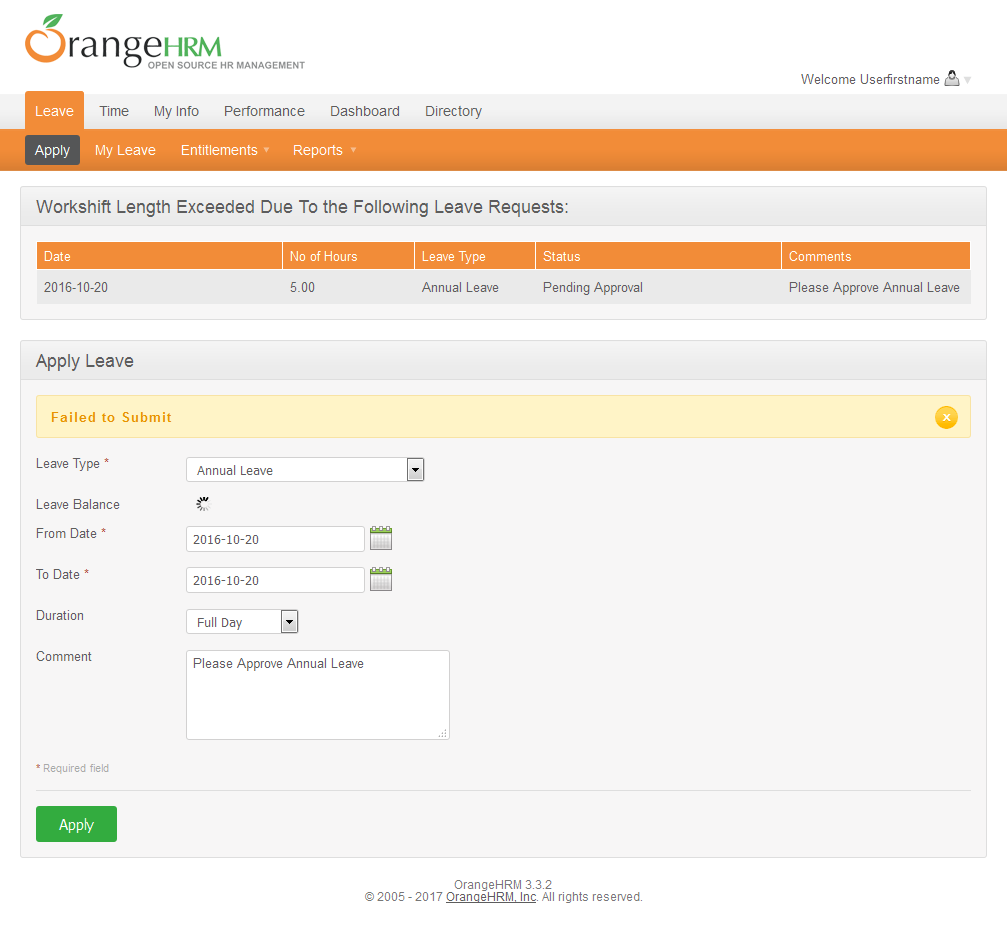 OrangeHRM
OPEN SOURCE HR MANAGEMENT
Welcome Userfirstname
Leave Time My Info Performance Dashboard Directory
Apply My Leave Entitlements Reports
Workshift Length Exceeded Due To the Following Leave Requests:
Date No of Hours Leave Type Status Comments
2016-10-20 5.00 Annual Leave Pending Approval Please Approve Annual Leave
Apply Leave
Failed to Submit x
Leave Type * Annual Leave
Leave Balance
From Date * 2016-10-20
To Date * 2016-10-20
Duration Full Day
Comment Please Approve Annual Leave
* Required field
Apply
OrangeHRM 3.3.2
© 2005 - 2017 OrangeHRM, Inc. All rights reserved.